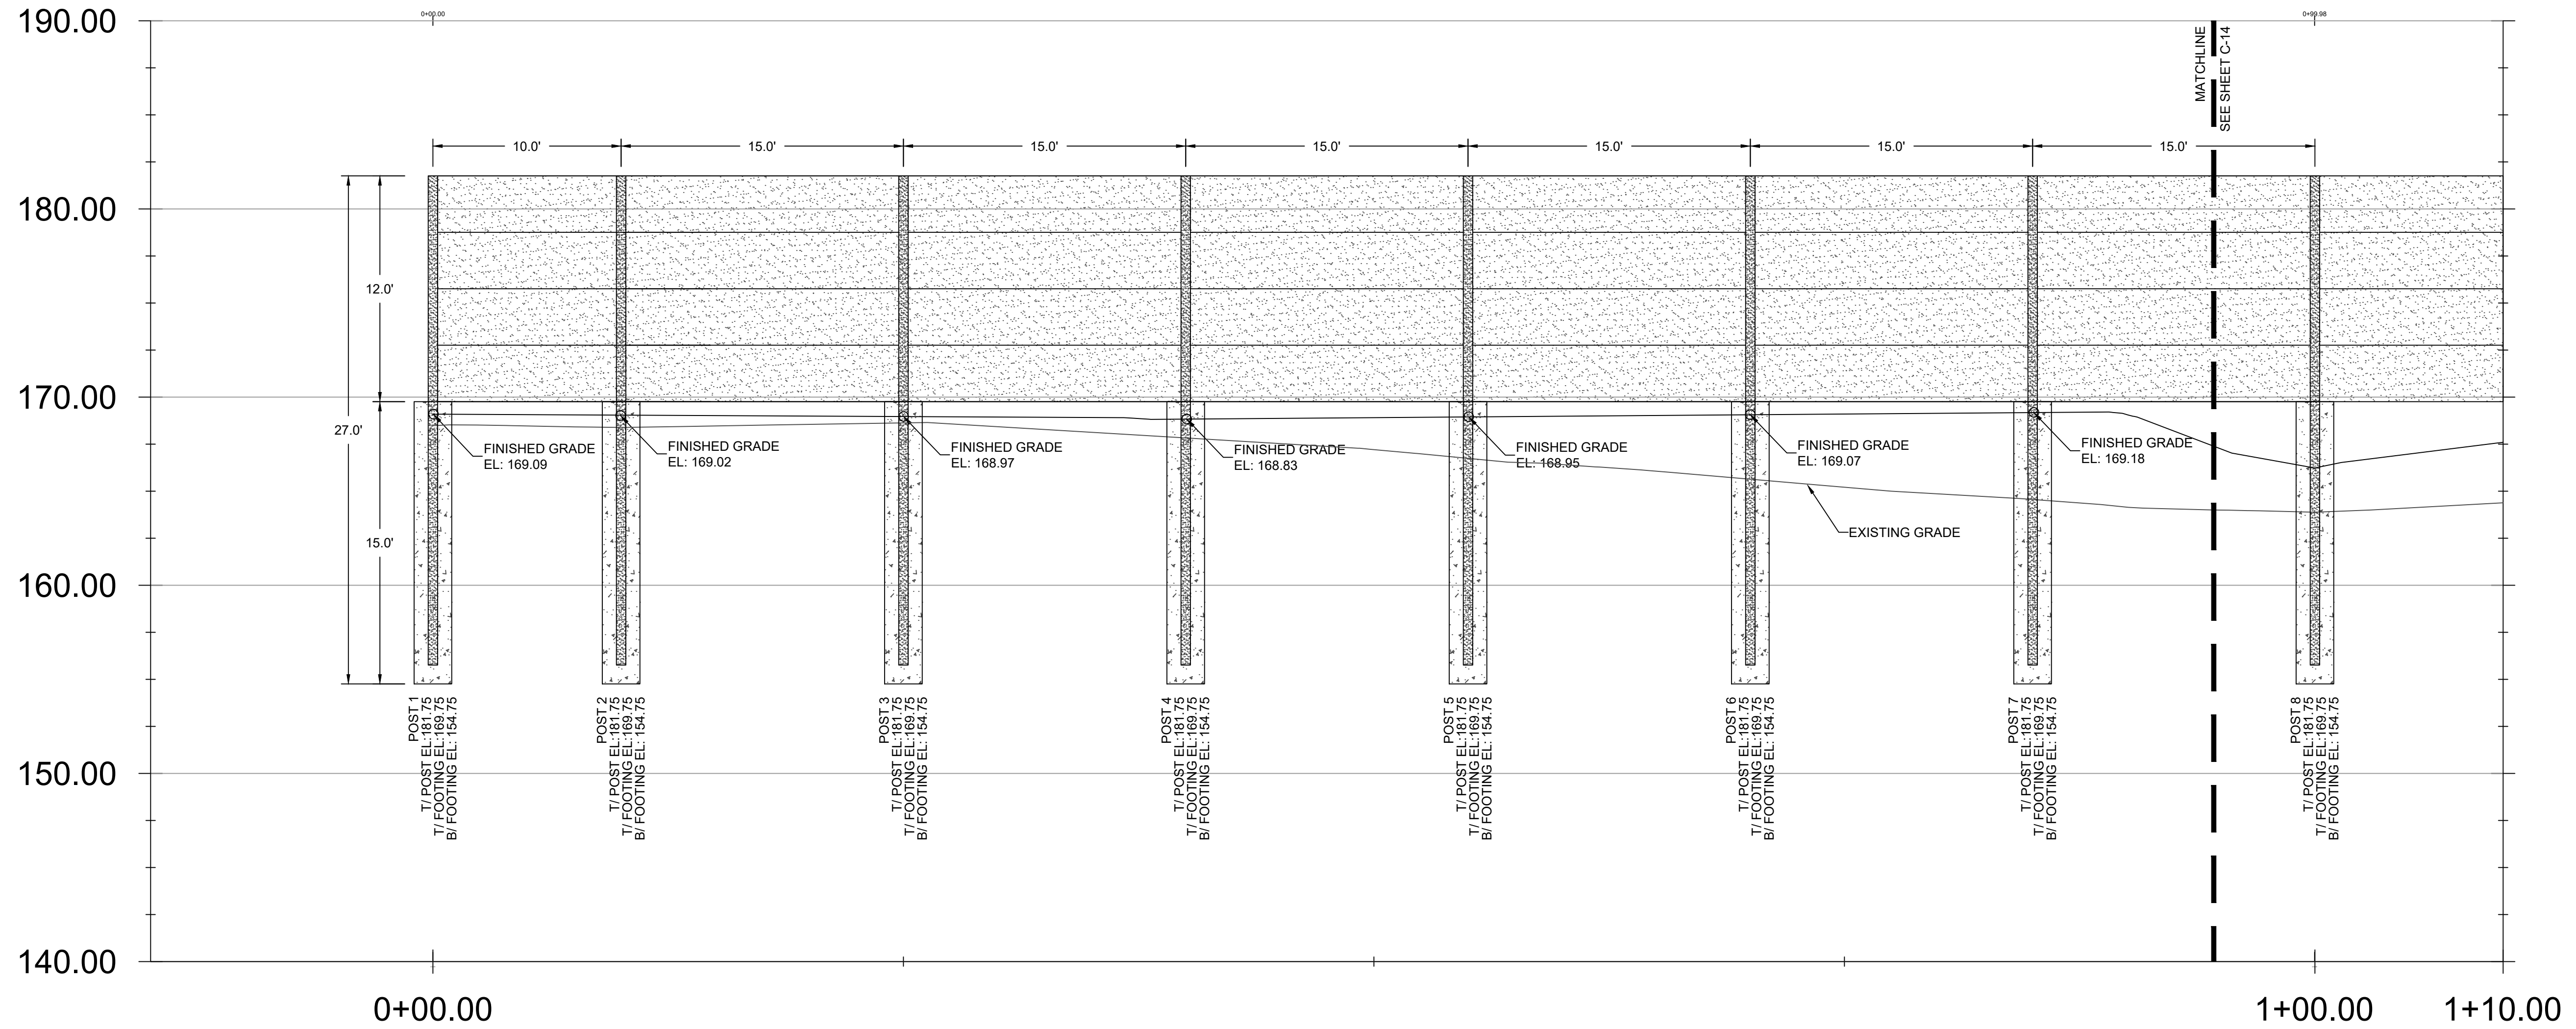 190.00
180.00
170.00
160.00
150.00
140.00
0+00.00
0+99.98
MATCHLINE
SEE SHEET C-14
10.0'
15.0'
15.0'
15.0'
15.0'
15.0'
15.0'
12.0'
27.0'
15.0'
FINISHED GRADE
EL: 169.09
FINISHED GRADE
EL: 169.02
FINISHED GRADE
EL: 168.97
FINISHED GRADE
EL: 168.83
FINISHED GRADE
EL: 168.95
FINISHED GRADE
EL: 169.07
FINISHED GRADE
EL: 169.18
EXISTING GRADE
POST 1
T/ POST EL:181.75
T/ FOOTING EL:169.75
B/ FOOTING EL: 154.75
POST 2
T/ POST EL:181.75
T/ FOOTING EL:169.75
B/ FOOTING EL: 154.75
POST 3
T/ POST EL:181.75
T/ FOOTING EL:169.75
B/ FOOTING EL: 154.75
POST 4
T/ POST EL:181.75
T/ FOOTING EL:169.75
B/ FOOTING EL: 154.75
POST 5
T/ POST EL:181.75
T/ FOOTING EL:169.75
B/ FOOTING EL: 154.75
POST 6
T/ POST EL:181.75
T/ FOOTING EL:169.75
B/ FOOTING EL: 154.75
POST 7
T/ POST EL:181.75
T/ FOOTING EL:169.75
B/ FOOTING EL: 154.75
POST 8
T/ POST EL:181.75
T/ FOOTING EL:169.75
B/ FOOTING EL: 154.75
0+00.00
1+00.00
1+10.00